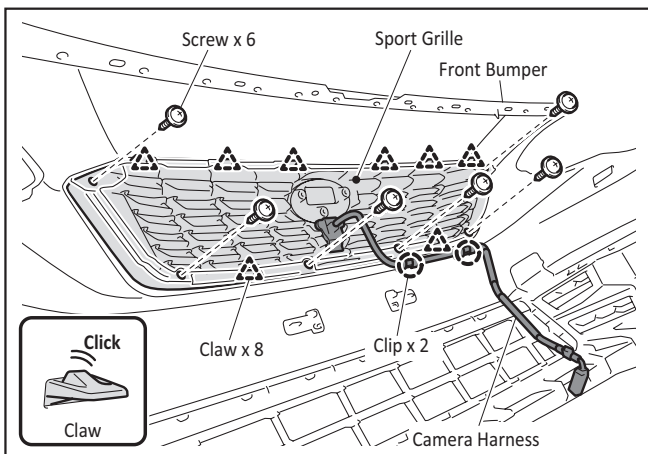 Screw x 6
Sport Grille
Front Bumper
Claw x 8
Clip x 2
Click
Claw
Camera Harness